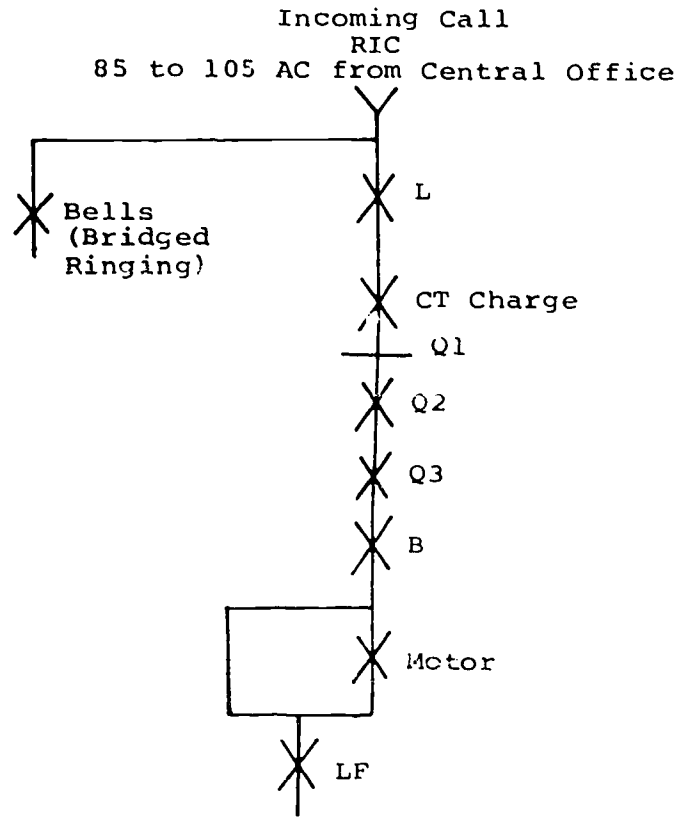 Incoming Call
RIC
85 to 105 AC from Central Office
L
Bells
(Bridged
Ringing)
CT Charge
Q1
Q2
Q3
B
Motor
LF